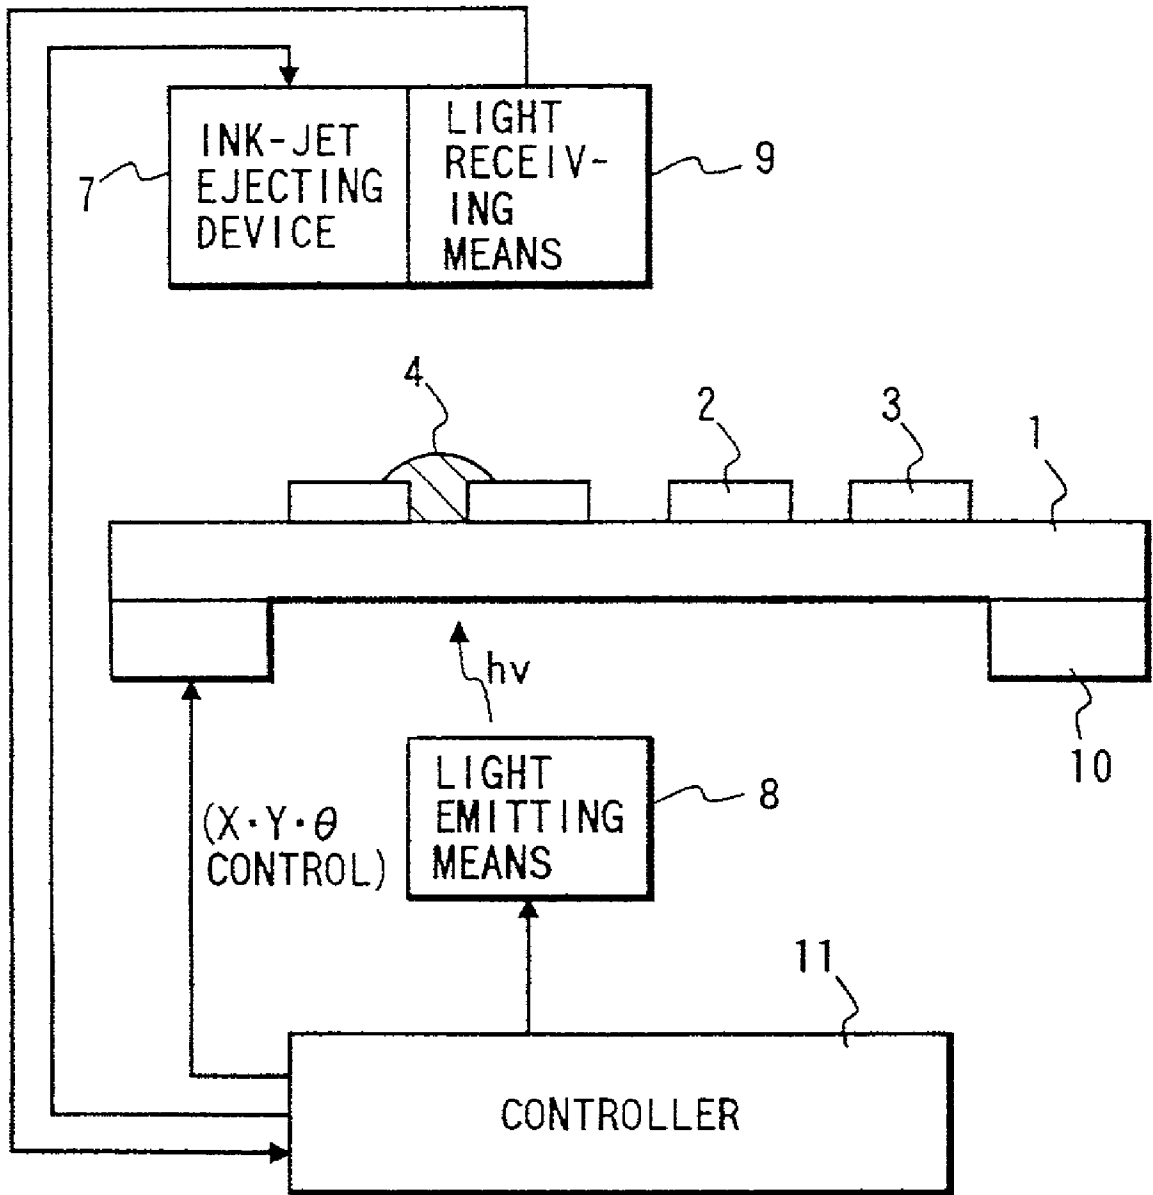 INK-JET
EJECTING
DEVICE
LIGHT
RECEIV-
ING
MEANS
7
9
4
2
3
1
hv
10
(X·Y·θ
CONTROL)
LIGHT
EMITTING
MEANS
8
11
CONTROLLER